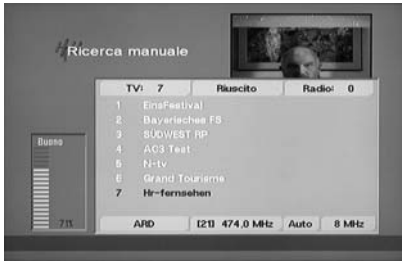 Ricerca manuale
TV: 7 Riuscito Radio: 0
1 EinsFestival
2 Bayerisches FS
3 SÜDWEST RP
4 AC3 Test
5 N-tv
6 Grand Tourisme
7 Hr-fernsehen
Buono
71%
ARD [21] 474.0 MHz Auto 8 MHz